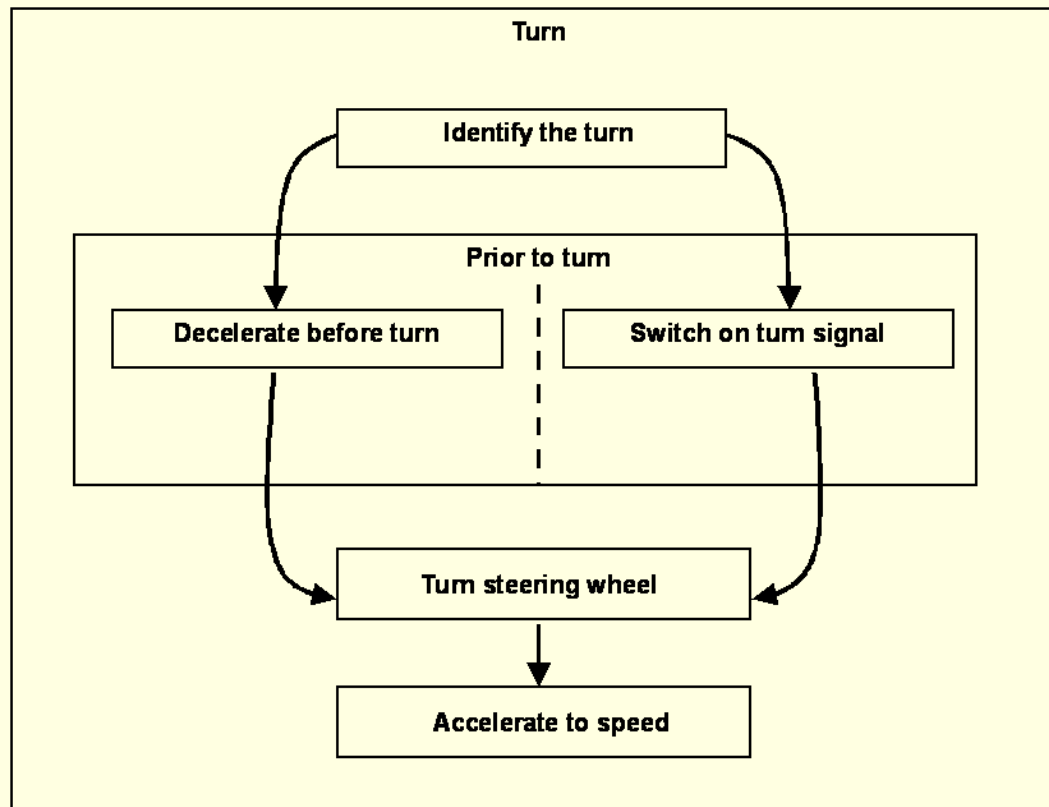 Turn
Identify the turn
Prior to turn
Decelerate before turn
Switch on turn signal
Turn steering wheel
Accelerate to speed